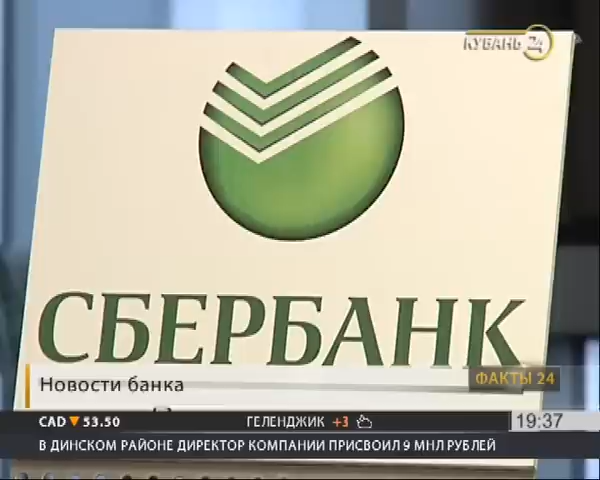 КУБАНЬ 24
СБЕРБАНК
Новости банка
ФАКТЫ 24
CAD ▼ 53.50 ГЕЛЕНДЖИК +3 19:37
В ДИНСКОМ РАЙОНЕ ДИРЕКТОР КОМПАНИИ ПРИСВОИЛ 9 МНЛ РУБЛЕЙ